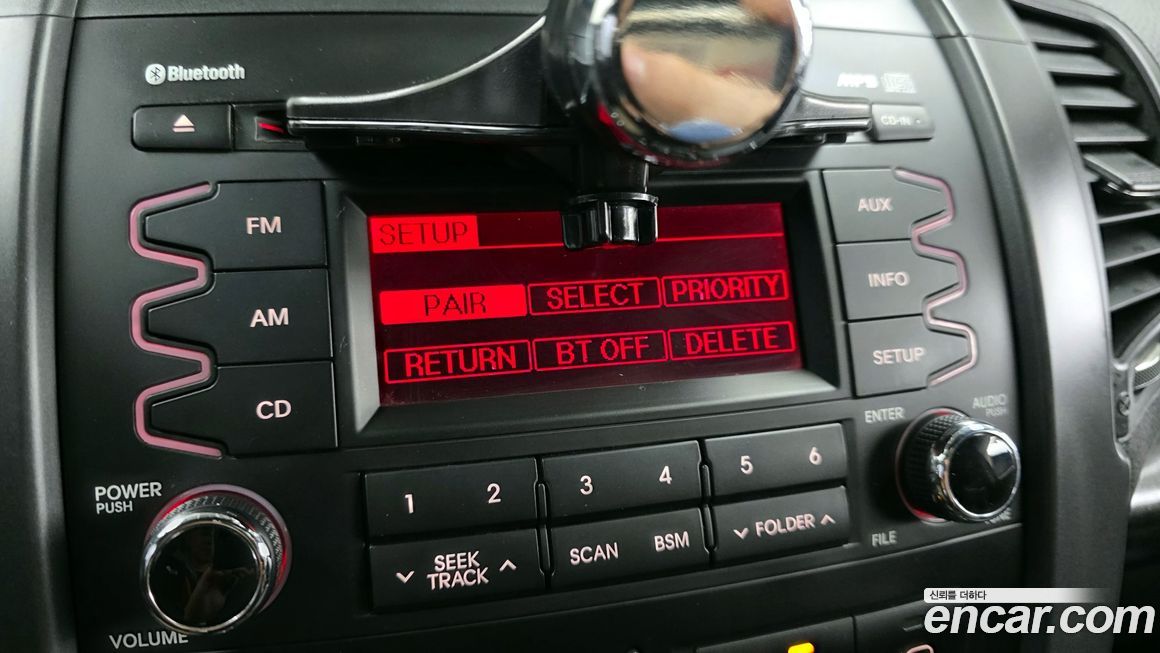 Bluetooth
MP3
CD-IN
FM
AM
CD
SETUP
PAIR SELECT PRIORITY
RETURN BT OFF DELETE
AUX
INFO
SETUP
POWER
PUSH
VOLUME
1 2 3 4 5 6
SEEK
TRACK
SCAN BSM
FOLDER
ENTER
AUDIO
PUSH
FILE
신뢰를 더하다
encar.com